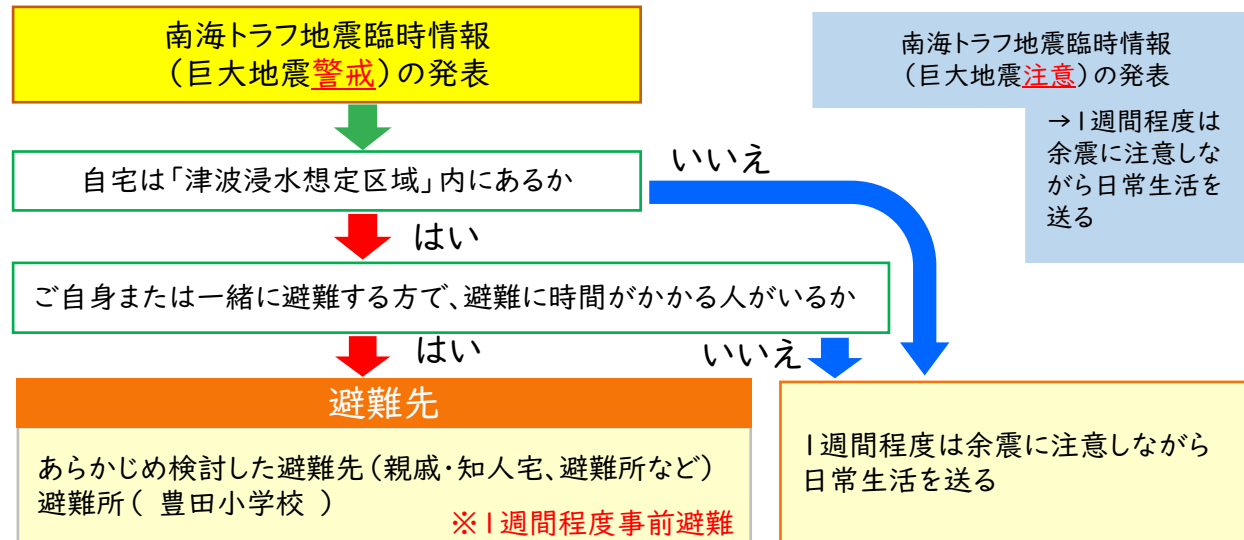 南海トラフ地震臨時情報
（巨大地震警戒）の発表
南海トラフ地震臨時情報
（巨大地震注意）の発表
→1週間程度は
余震に注意しな
がら日常生活を
送る
自宅は「津波浸水想定区域」内にあるか
いいえ
はい
ご自身または一緒に避難する方で、避難に時間がかかる人がいるか
はい
いいえ
避難先
あらかじめ検討した避難先（親戚・知人宅、避難所など）
避難所（ 豊田小学校 ）
※1週間程度事前避難
1週間程度は余震に注意しながら
日常生活を送る